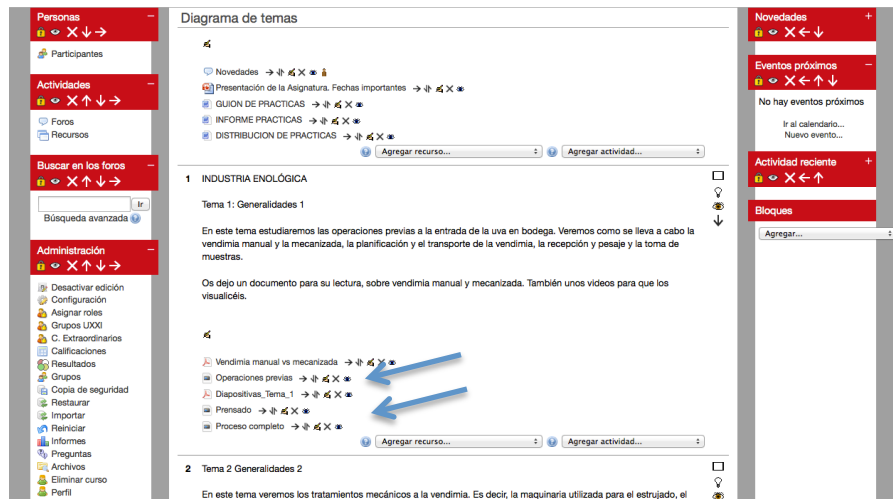 Personas
Participantes
Actividades
Foros
Recursos
Buscar en los foros
Ir
Búsqueda avanzada
Administración
Desactivar edición
Configuración
Asignar roles
Grupos UXXI
C. Extraordinarios
Calificaciones
Resultados
Grupos
Copia de seguridad
Restaurar
Importar
Reiniciar
Informes
Preguntas
Archivos
Eliminar curso
Perfil
Diagrama de temas
Novedades
Presentación de la Asignatura. Fechas importantes
GUION DE PRACTICAS
INFORME PRACTICAS
DISTRIBUCION DE PRACTICAS
Agregar recurso... Agregar actividad...
1 INDUSTRIA ENOLÓGICA
Tema 1: Generalidades 1
En este tema estudiaremos las operaciones previas a la entrada de la uva en bodega. Veremos como se lleva a cabo la
vendimia manual y la mecanizada, la planificación y el transporte de la vendimia, la recepción y pesaje y la toma de
muestras.
Os dejo un documento para su lectura, sobre vendimia manual y mecanizada. También unos videos para que los
visualicéis.
Vendimia manual vs mecanizada
Operaciones previas
Diapositivas_Tema_1
Prensado
Proceso completo
Agregar recurso... Agregar actividad...
2 Tema 2 Generalidades 2
En este tema veremos los tratamientos mecánicos a la vendimia. Es decir, la maquinaria utilizada para el estrujado, el
Novedades
Eventos próximos
No hay eventos próximos
Ir al calendario...
Nuevo evento...
Actividad reciente
Bloques
Agregar...